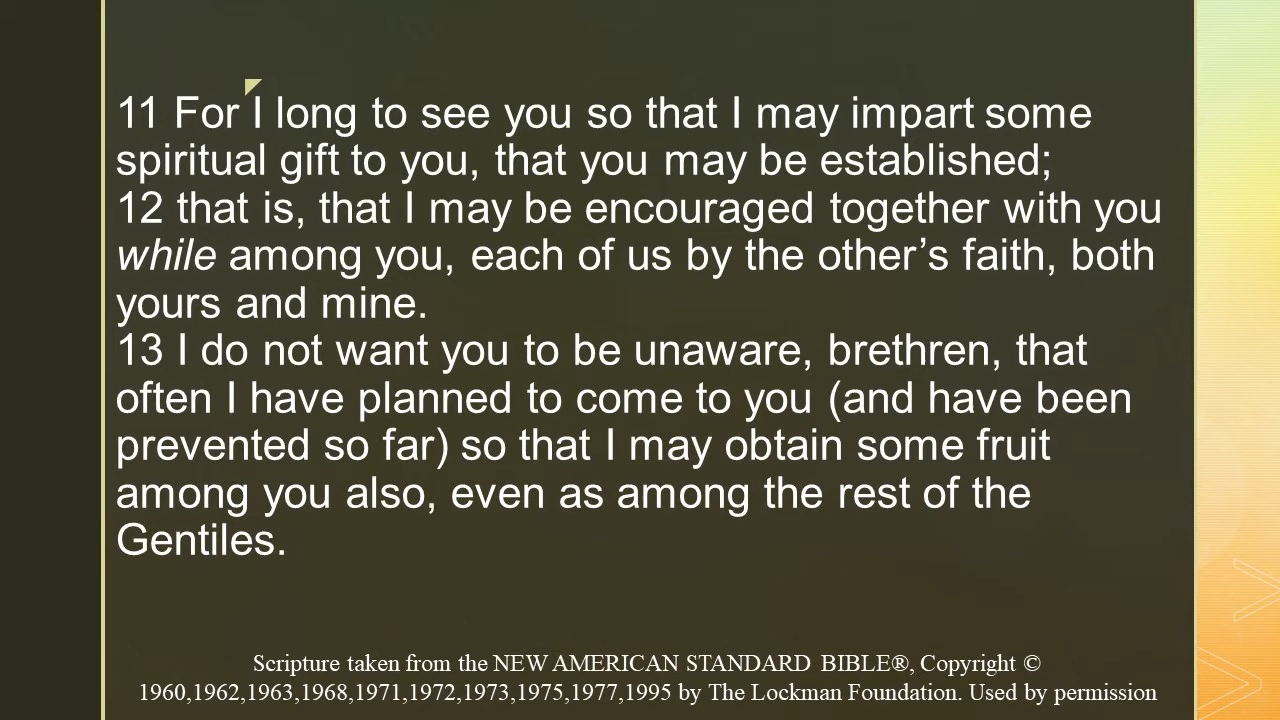 11 For I long to see you so that I may impart some
spiritual gift to you, that you may be established;
12 that is, that I may be encouraged together with you
while among you, each of us by the other’s faith, both
yours and mine.
13 I do not want you to be unaware, brethren, that
often I have planned to come to you (and have been
prevented so far) so that I may obtain some fruit
among you also, even as among the rest of the
Gentiles.
Scripture taken from the NEW AMERICAN STANDARD BIBLE®, Copyright ©
1960,1962,1963,1968,1971,1972,1973,1975,1977,1995 by The Lockman Foundation. Used by permission